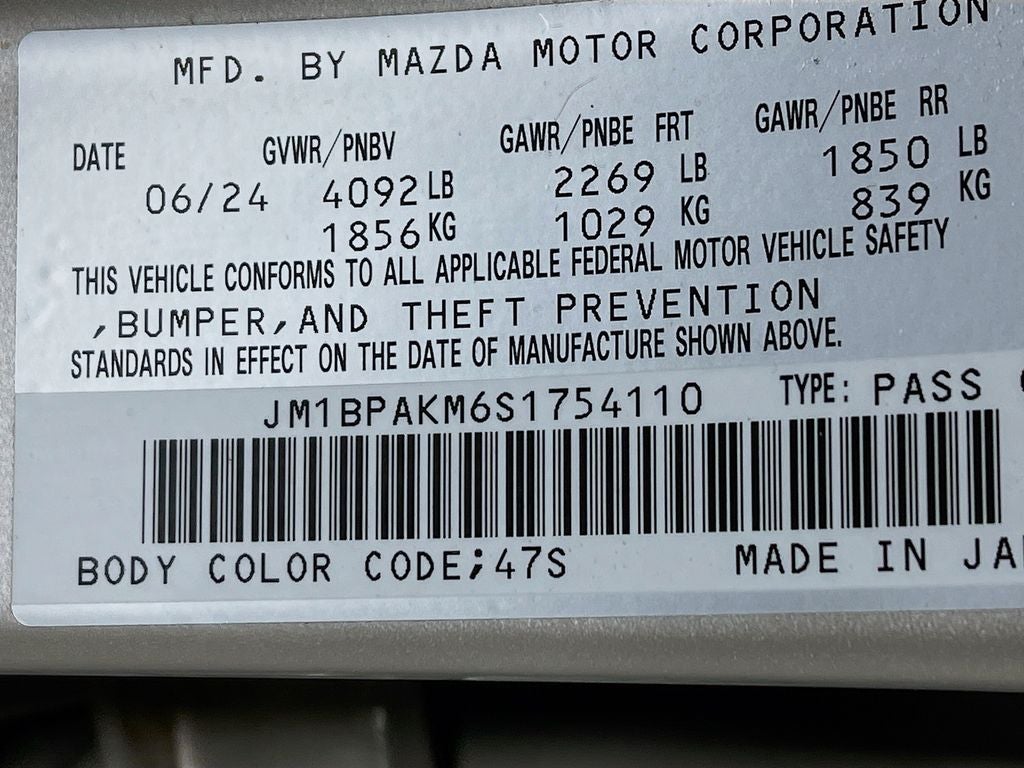 MFD. BY MAZDA MOTOR CORPORATION
DATE GVWR/PNBV GAWR/PNBE FRT GAWR/PNBE RR
06/24 4092 LB 2269 LB 1850 LB
1856 KG 1029 KG 839 KG
THIS VEHICLE CONFORMS TO ALL APPLICABLE FEDERAL MOTOR VEHICLE SAFETY
,BUMPER,AND THEFT PREVENTION
STANDARDS IN EFFECT ON THE DATE OF MANUFACTURE SHOWN ABOVE.
JM1BPAKM6S1754110 TYPE: PASS
BODY COLOR CODE;47S MADE IN JA